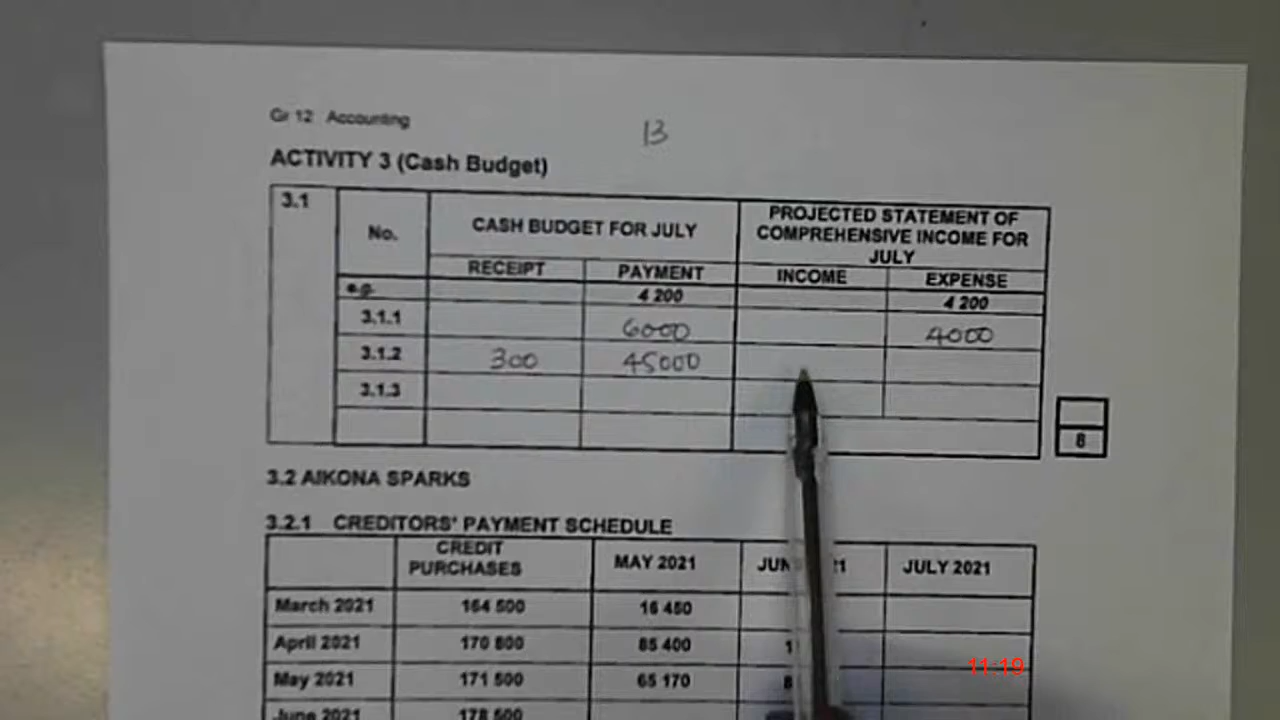 Gr 12 Accounting
13
ACTIVITY 3 (Cash Budget)
3.1
No.
CASH BUDGET FOR JULY
PROJECTED STATEMENT OF
COMPREHENSIVE INCOME FOR
JULY
RECEIPT PAYMENT INCOME EXPENSE
e.g. 4 200 4 200
3.1.1 6000 4000
3.1.2 300 45000
3.1.3
8
3.2 AIKONA SPARKS
3.2.1 CREDITORS' PAYMENT SCHEDULE
CREDIT
PURCHASES
MAY 2021 JULY 2021
March 2021 164 500 16 450
April 2021 170 800 85 400
May 2021 171 500 65 170
June 2021 178 500
11:19